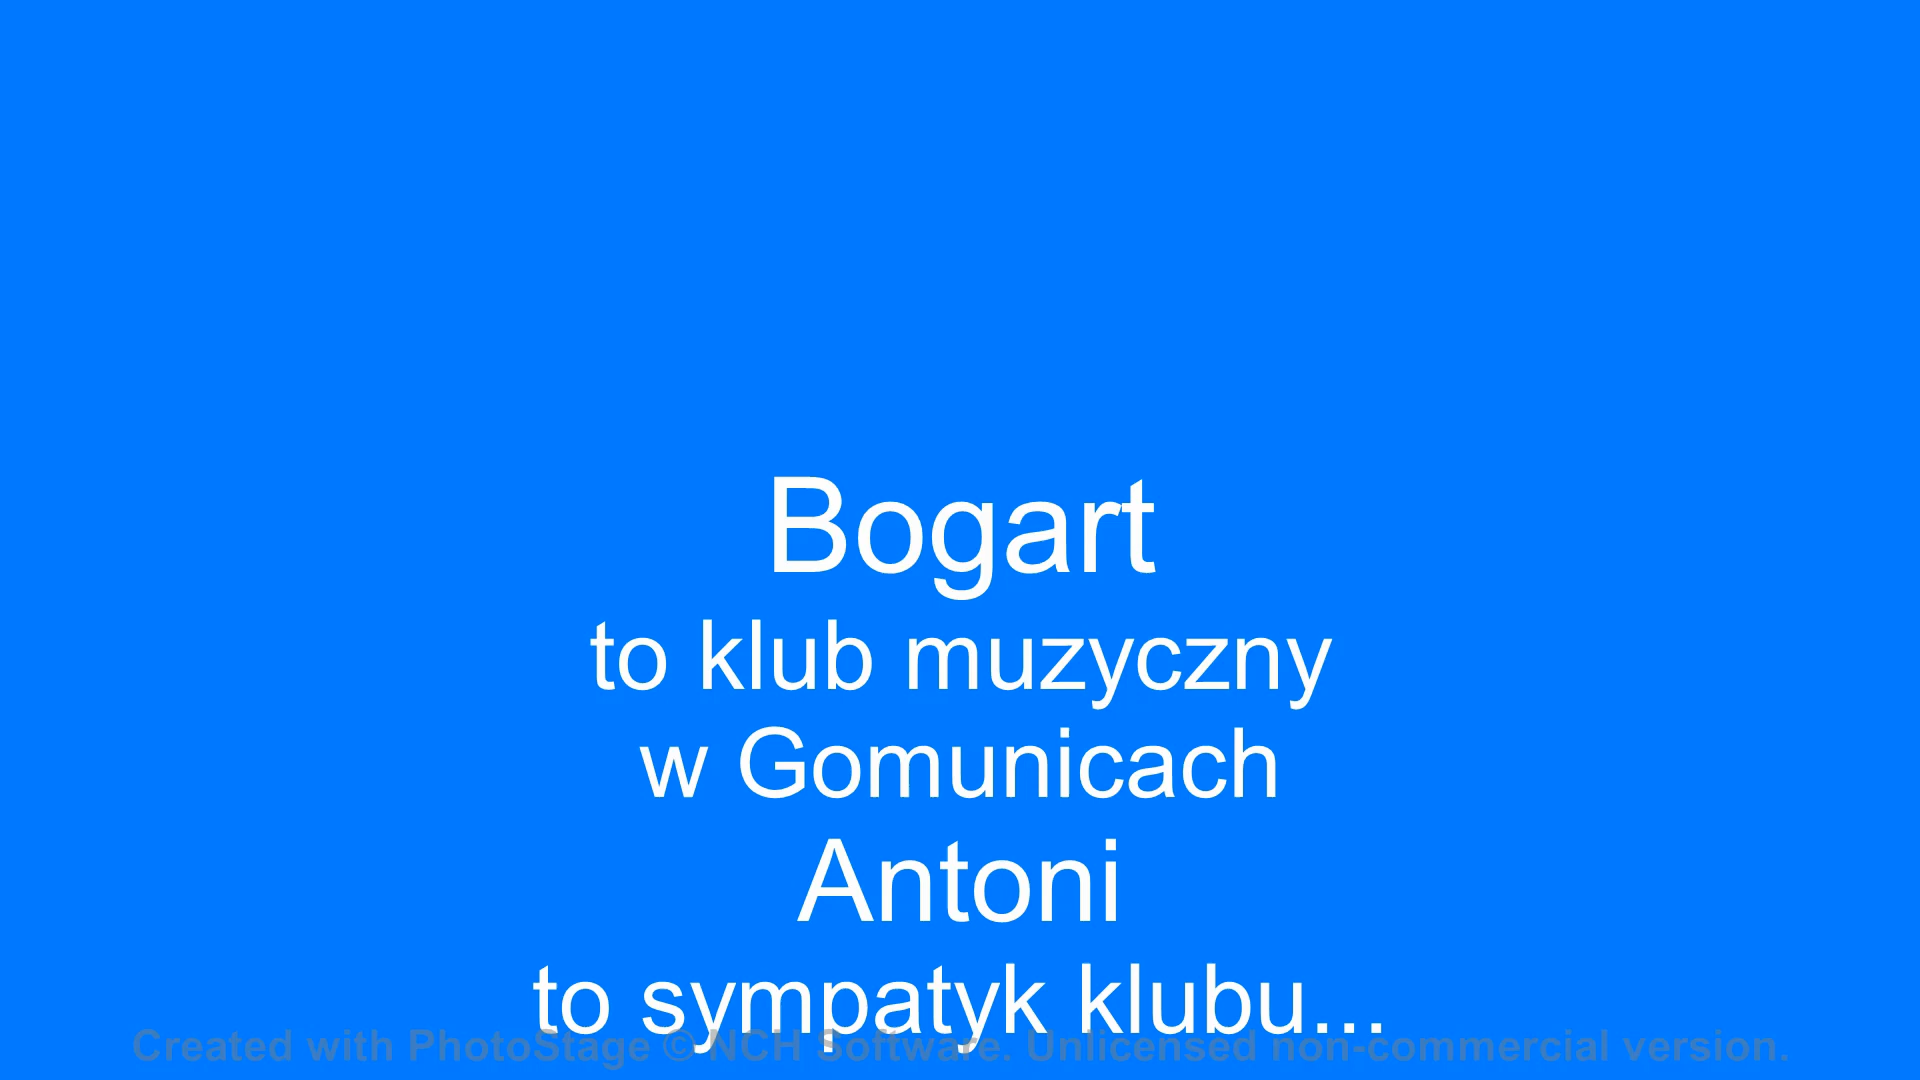 Bogart
to klub muzyczny
w Gomunicach
Antoni
to sympatyk klubu...
Created with PhotoStage © NCH Software. Unlicensed non-commercial version.